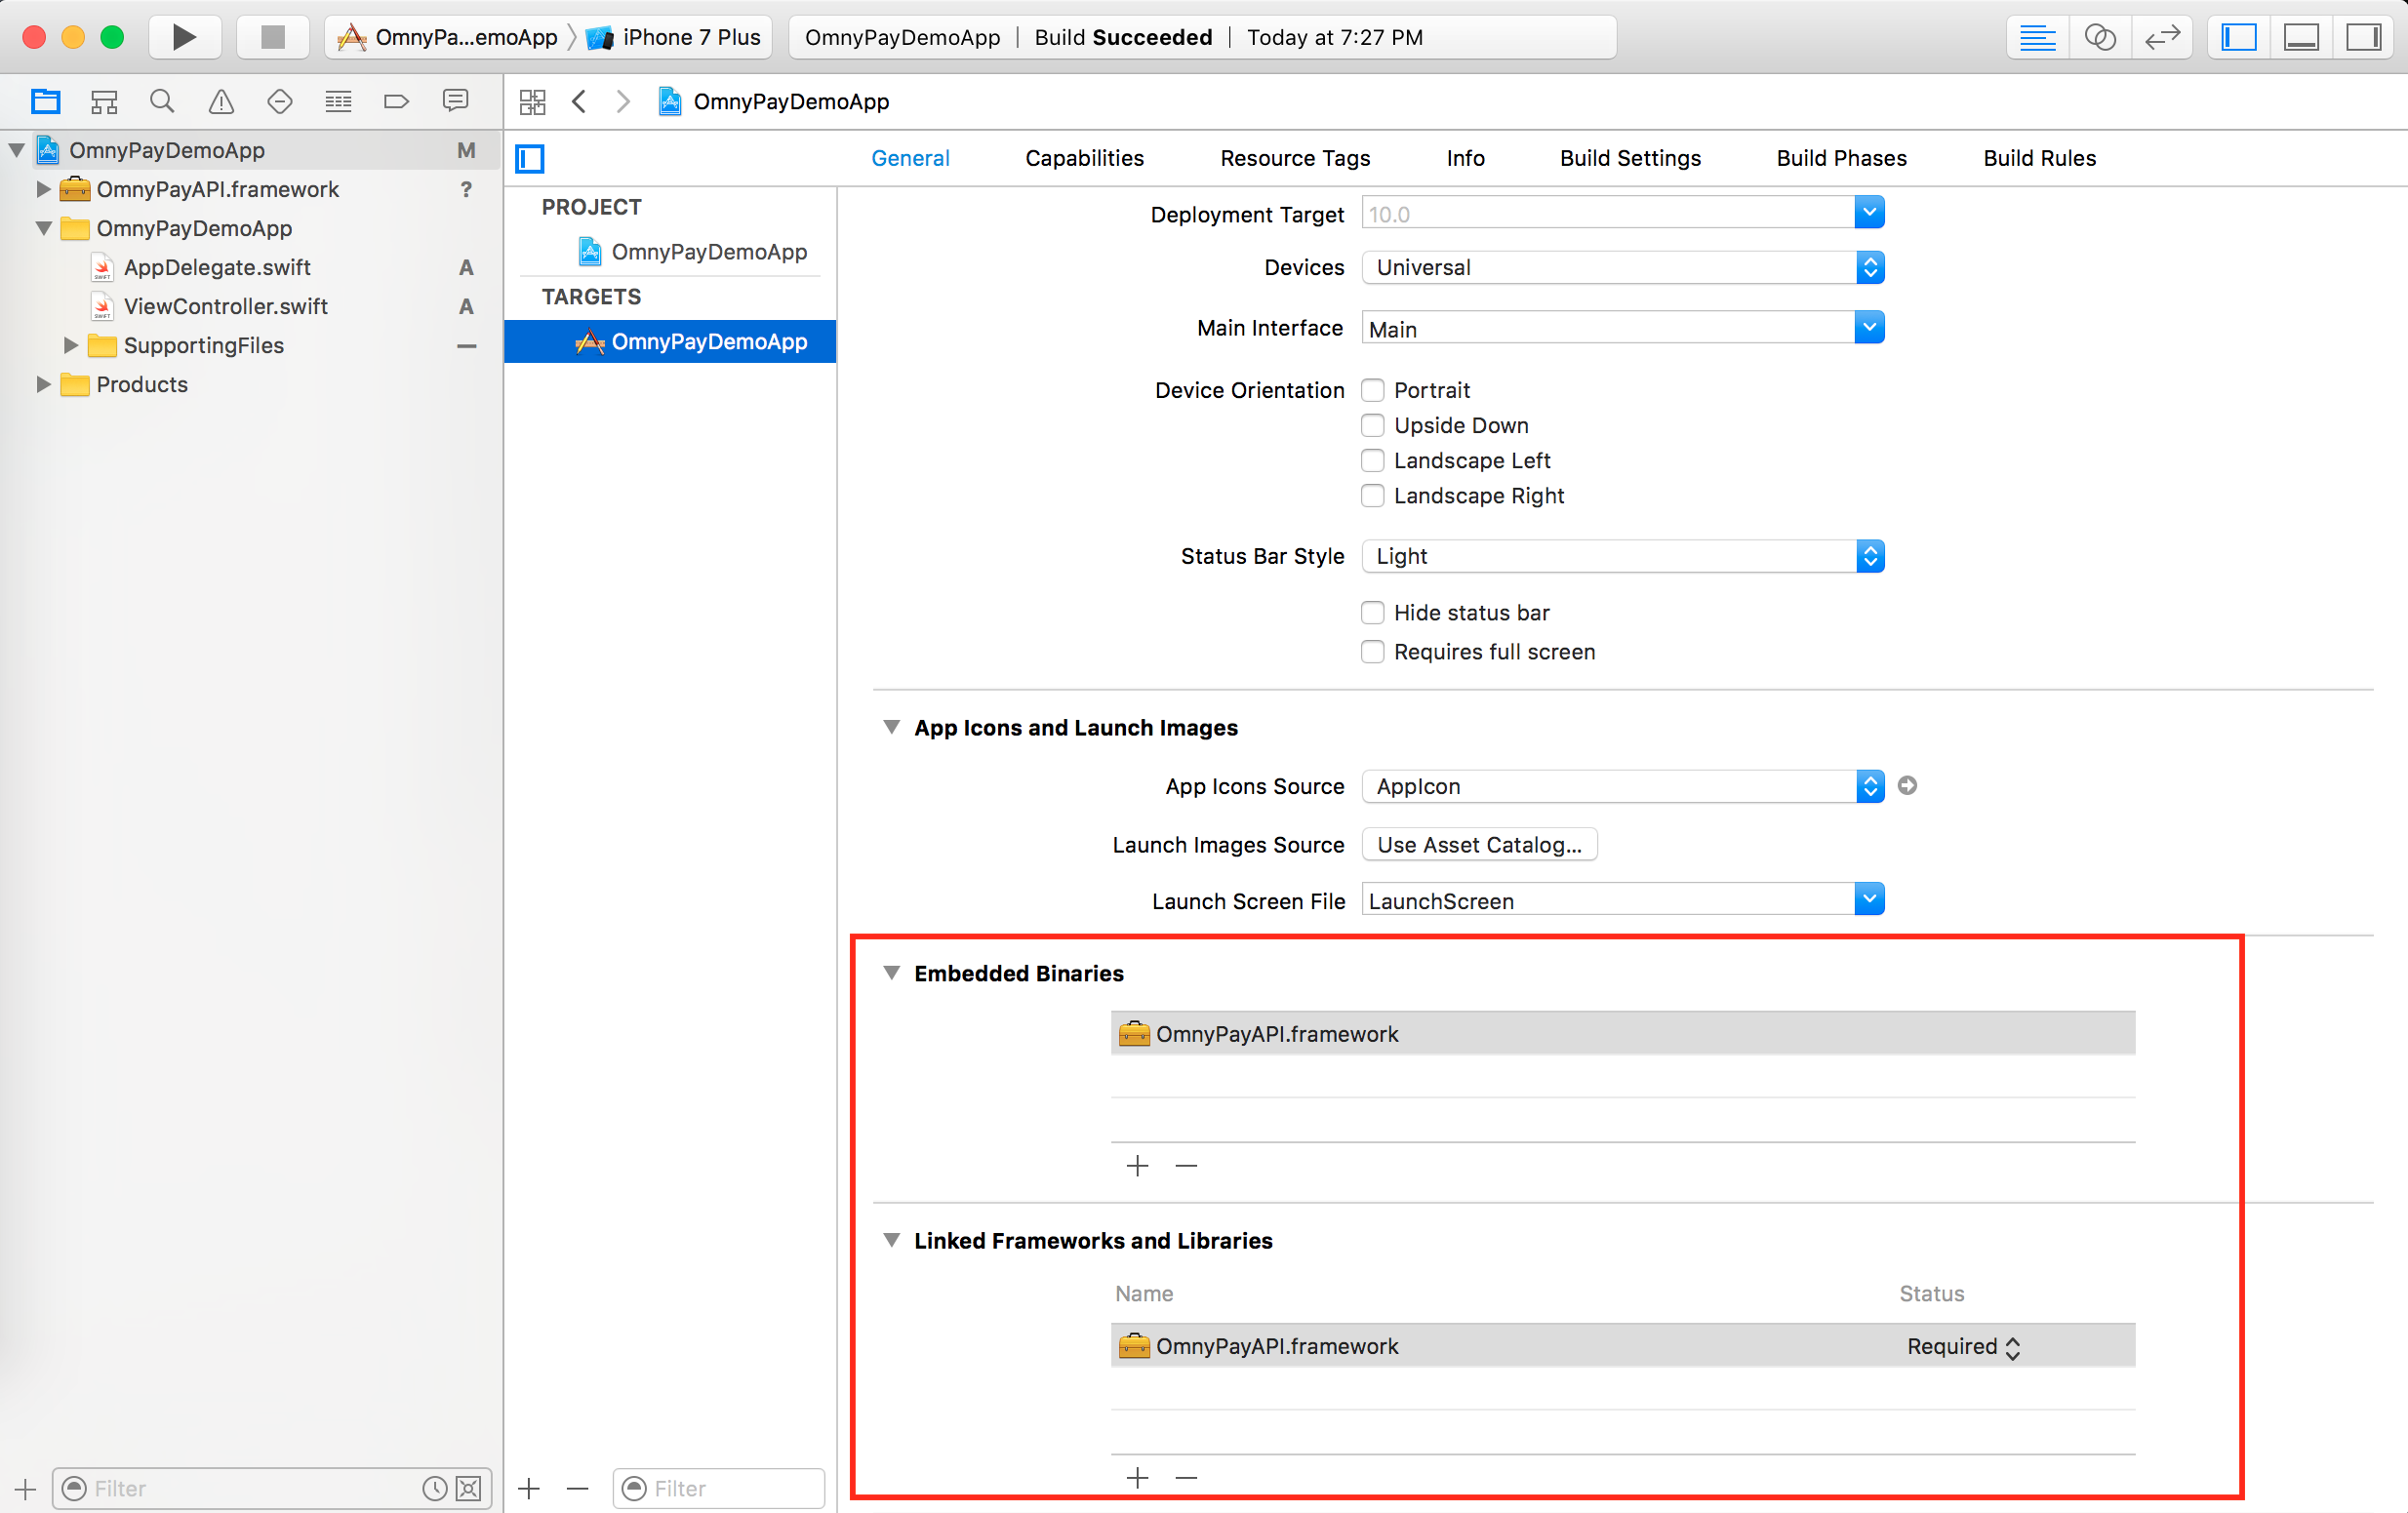 OmnyPa...emoApp iPhone 7 Plus OmnyPayDemoApp | Build Succeeded | Today at 7:27 PM
OmnyPayDemoApp
OmnyPayDemoApp M
OmnyPayAPI.framework ?
OmnyPayDemoApp
AppDelegate.swift A
ViewController.swift A
SupportingFiles —
Products
Filter
General Capabilities Resource Tags Info Build Settings Build Phases Build Rules
PROJECT
OmnyPayDemoApp
TARGETS
OmnyPayDemoApp
Filter
Deployment Target 10.0
Devices Universal
Main Interface Main
Device Orientation Portrait
Upside Down
Landscape Left
Landscape Right
Status Bar Style Light
Hide status bar
Requires full screen
App Icons and Launch Images
App Icons Source AppIcon
Launch Images Source Use Asset Catalog...
Launch Screen File LaunchScreen
Embedded Binaries
OmnyPayAPI.framework
Linked Frameworks and Libraries
Name Status
OmnyPayAPI.framework Required